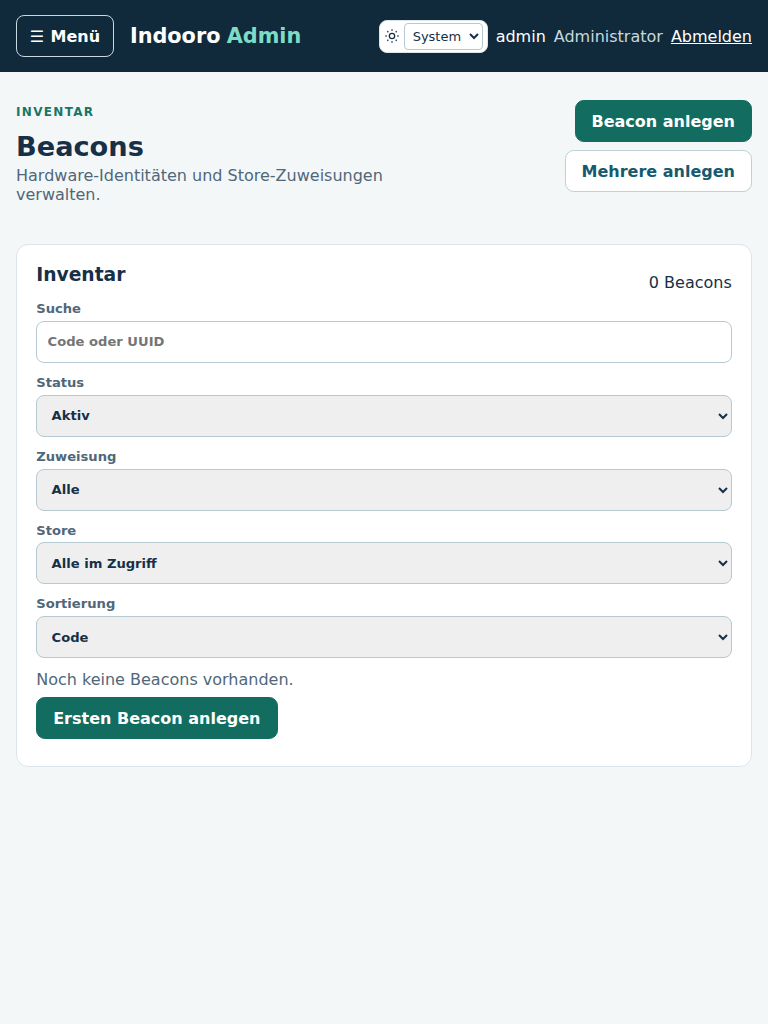 ☰ Menü
Indooro Admin
System
admin Administrator Abmelden
INVENTAR
Beacons
Hardware-Identitäten und Store-Zuweisungen
verwalten.
Beacon anlegen
Mehrere anlegen
Inventar
0 Beacons
Suche
Code oder UUID
Status
Aktiv
Zuweisung
Alle
Store
Alle im Zugriff
Sortierung
Code
Noch keine Beacons vorhanden.
Ersten Beacon anlegen